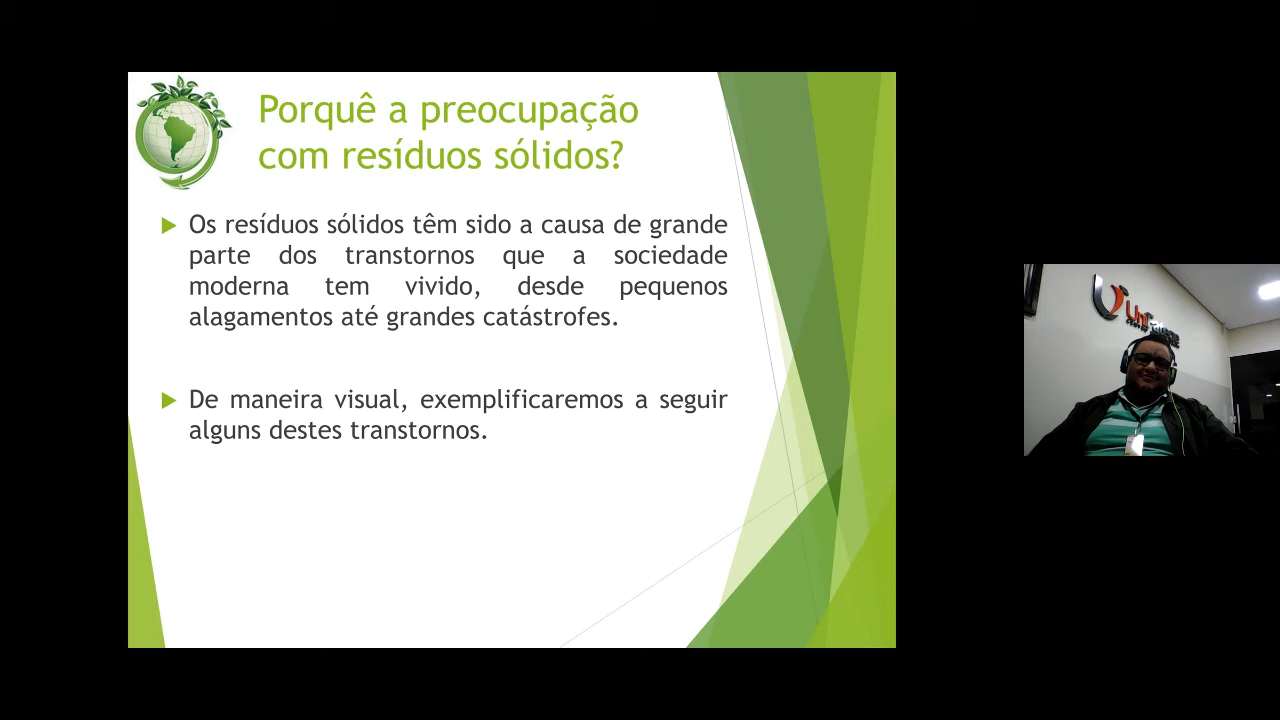 Porquê a preocupação
com resíduos sólidos?
Os resíduos sólidos têm sido a causa de grande
parte dos transtornos que a sociedade
moderna tem vivido, desde pequenos
alagamentos até grandes catástrofes.
De maneira visual, exemplificaremos a seguir
alguns destes transtornos.